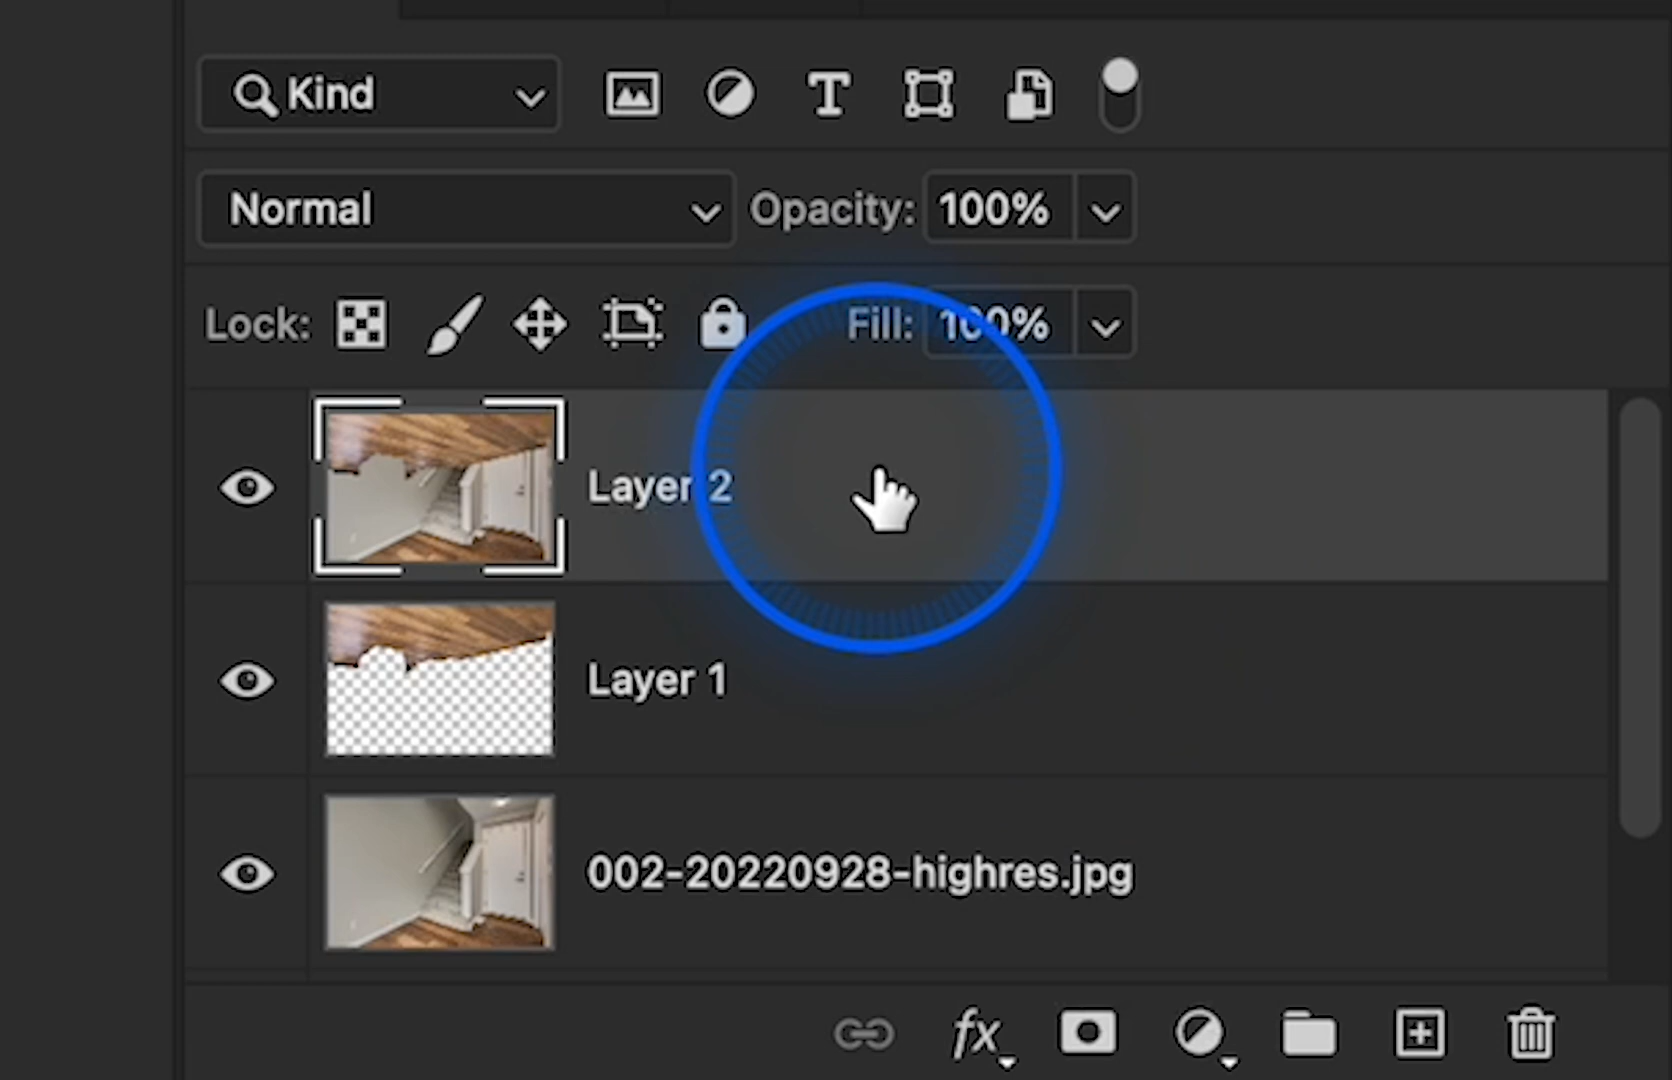 Kind
Normal Opacity: 100%
Lock: Fill: 100%
Layer 2
Layer 1
002-20220928-highres.jpg
fx